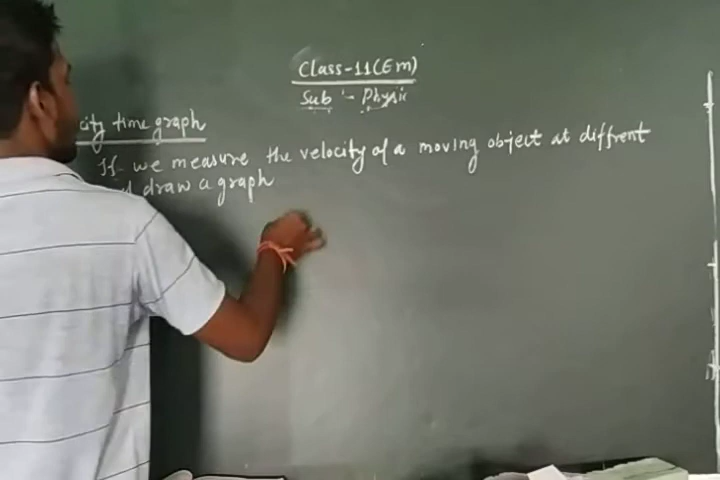 Class-11(Em)
Sub - Physic
city time graph
If we measure the velocity of a moving object at diffrent
draw a graph